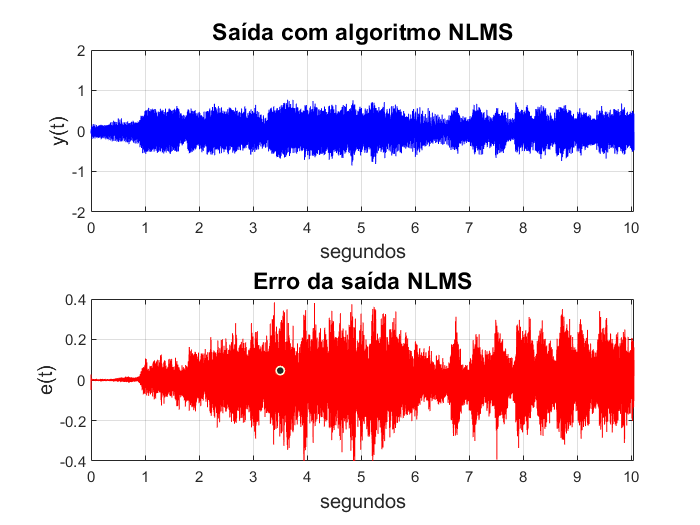 Saída com algoritmo NLMS
2
1
0
-1
-2
y(t)
0 1 2 3 4 5 6 7 8 9 10
segundos
Erro da saída NLMS
0.4
0.2
0
-0.2
-0.4
e(t)
0 1 2 3 4 5 6 7 8 9 10
segundos